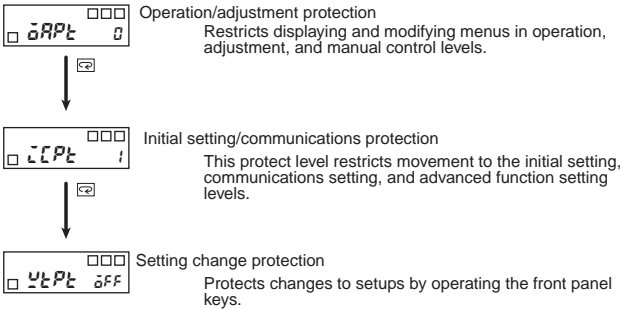 Operation/adjustment protection
Restricts displaying and modifying menus in operation,
adjustment, and manual control levels.
oAPt 0
Initial setting/communications protection
This protect level restricts movement to the initial setting,
communications setting, and advanced function setting
levels.
iCPt 1
Setting change protection
Protects changes to setups by operating the front panel
keys.
WtPt oFF